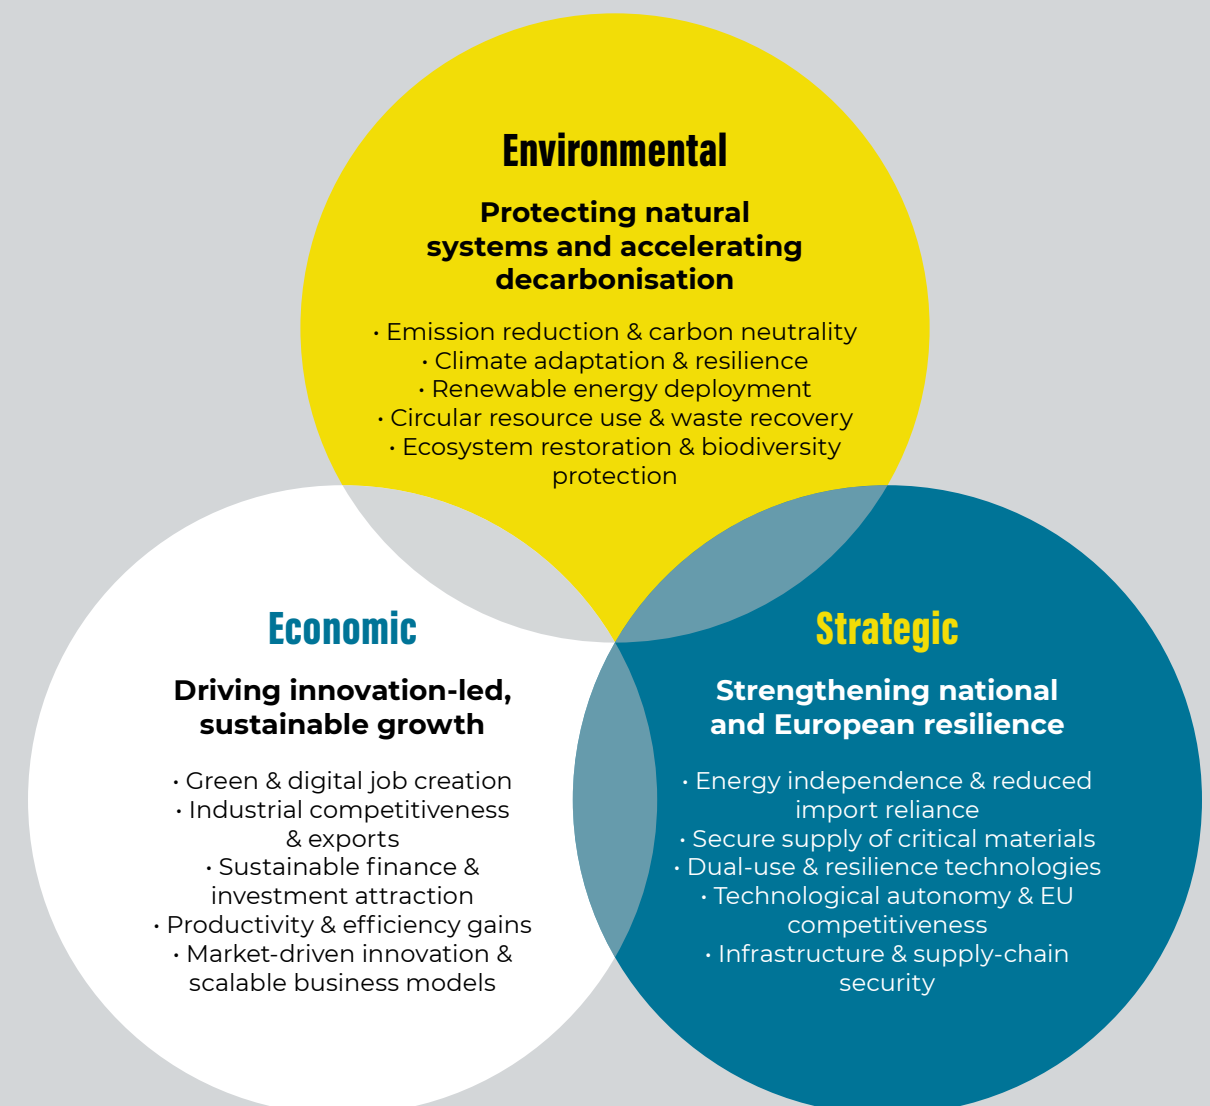 Environmental
Protecting natural
systems and accelerating
decarbonisation
• Emission reduction & carbon neutrality
• Climate adaptation & resilience
• Renewable energy deployment
• Circular resource use & waste recovery
• Ecosystem restoration & biodiversity
protection
Economic
Driving innovation-led,
sustainable growth
• Green & digital job creation
• Industrial competitiveness
& exports
• Sustainable finance &
investment attraction
• Productivity & efficiency gains
• Market-driven innovation &
scalable business models
Strategic
Strengthening national
and European resilience
• Energy independence & reduced
import reliance
• Secure supply of critical materials
• Dual-use & resilience technologies
• Technological autonomy & EU
competitiveness
• Infrastructure & supply-chain
security